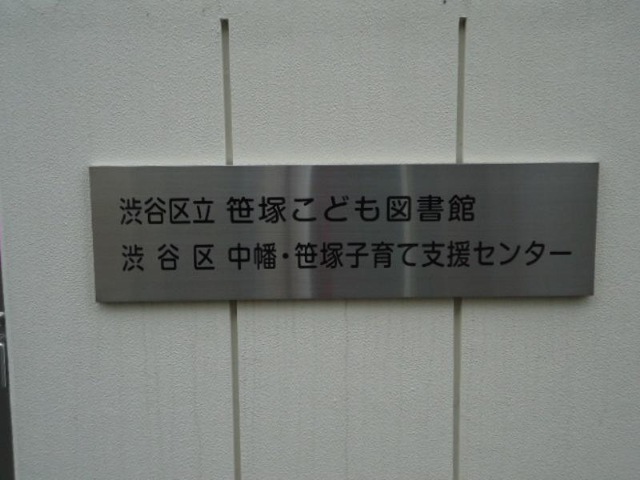 渋谷区立 笹塚こども図書館
渋谷区 中幡・笹塚子育て支援センター